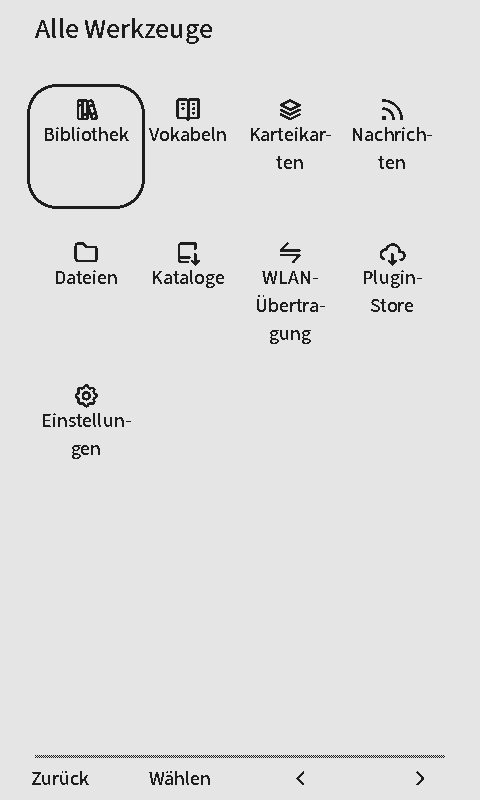 Alle Werkzeuge
Bibliothek Vokabeln Karteikar- Nachrich-
ten ten
Dateien Kataloge WLAN- Plugin-
Übertra- Store
gung
Einstellun-
gen
Zurück Wählen